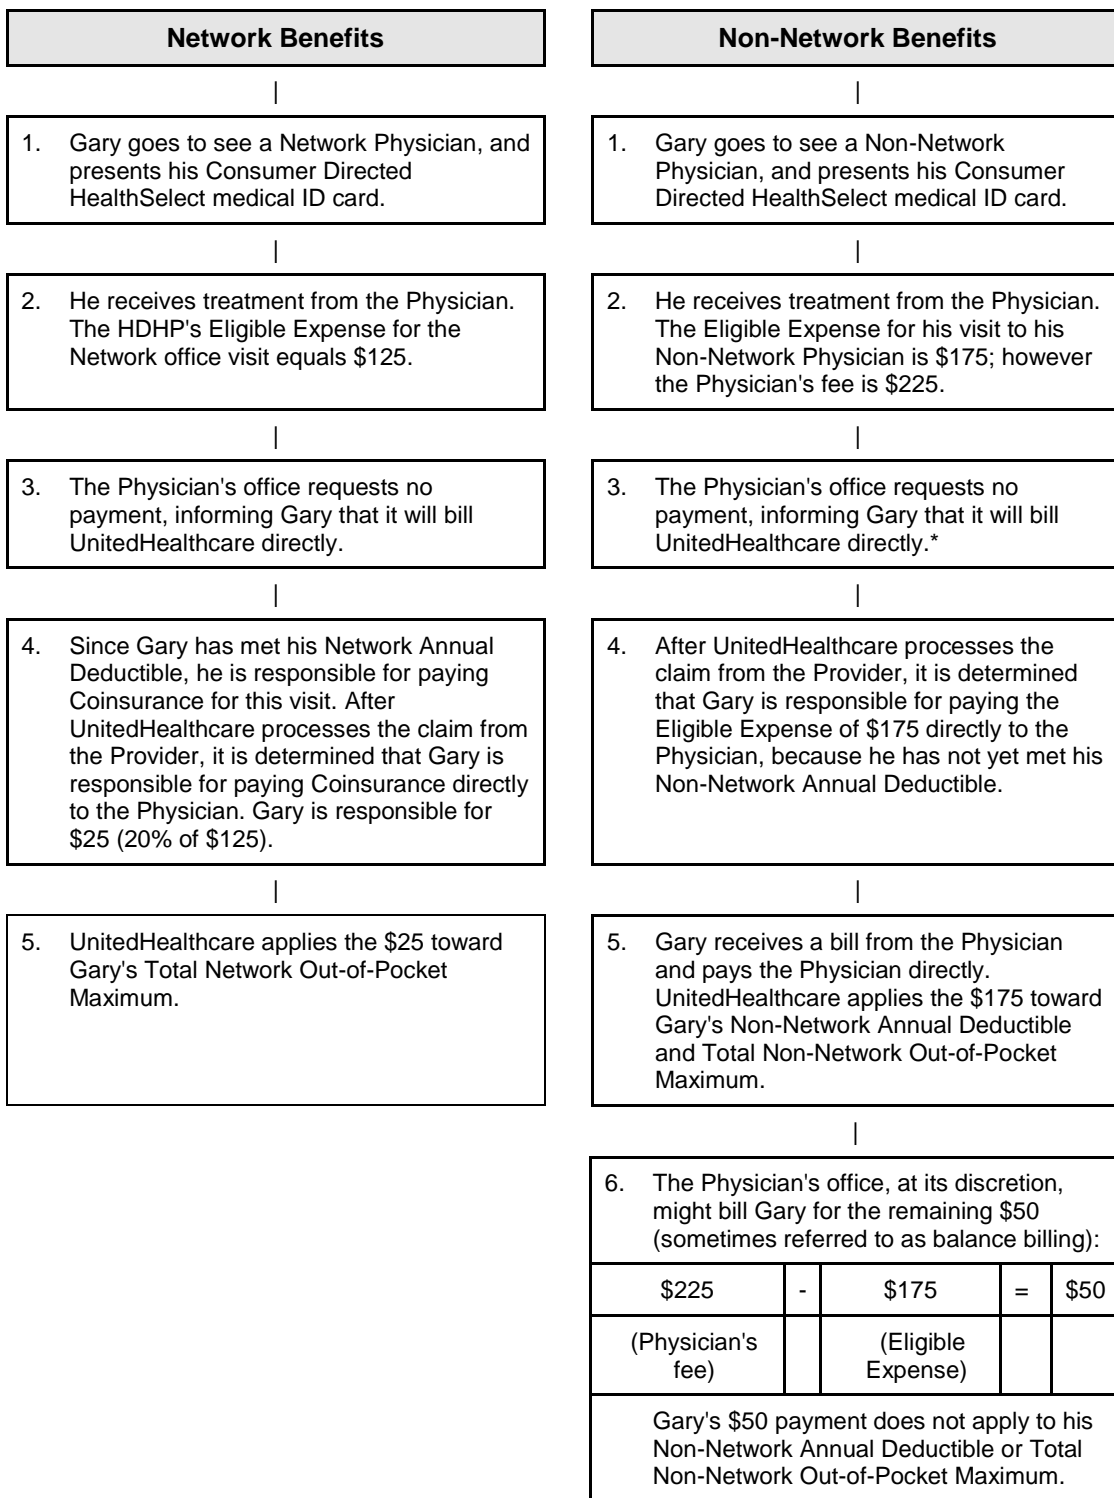 Network Benefits
|
1. Gary goes to see a Network Physician, and
presents his Consumer Directed
HealthSelect medical ID card.
|
2. He receives treatment from the Physician.
The HDHP's Eligible Expense for the
Network office visit equals $125.
|
3. The Physician's office requests no
payment, informing Gary that it will bill
UnitedHealthcare directly.
|
4. Since Gary has met his Network Annual
Deductible, he is responsible for paying
Coinsurance for this visit. After
UnitedHealthcare processes the claim from
the Provider, it is determined that Gary is
responsible for paying Coinsurance directly
to the Physician. Gary is responsible for
$25 (20% of $125).
|
5. UnitedHealthcare applies the $25 toward
Gary's Total Network Out-of-Pocket
Maximum.
Non-Network Benefits
|
1. Gary goes to see a Non-Network
Physician, and presents his Consumer
Directed HealthSelect medical ID card.
|
2. He receives treatment from the Physician.
The Eligible Expense for his visit to his
Non-Network Physician is $175; however
the Physician's fee is $225.
|
3. The Physician's office requests no
payment, informing Gary that it will bill
UnitedHealthcare directly.*
|
4. After UnitedHealthcare processes the
claim from the Provider, it is determined
that Gary is responsible for paying the
Eligible Expense of $175 directly to the
Physician, because he has not yet met his
Non-Network Annual Deductible.
|
5. Gary receives a bill from the Physician
and pays the Physician directly.
UnitedHealthcare applies the $175 toward
Gary's Non-Network Annual Deductible
and Total Non-Network Out-of-Pocket
Maximum.
|
6. The Physician's office, at its discretion,
might bill Gary for the remaining $50
(sometimes referred to as balance billing):
$225 - $175 = $50
(Physician's (Eligible
fee) Expense)
Gary's $50 payment does not apply to his
Non-Network Annual Deductible or Total
Non-Network Out-of-Pocket Maximum.